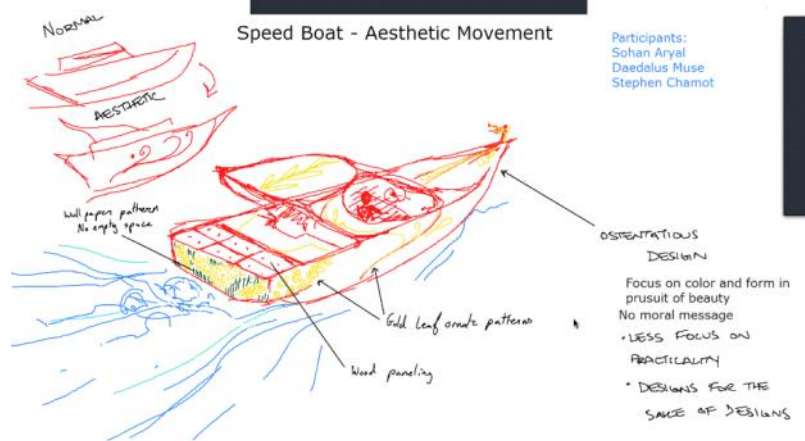 Speed Boat - Aesthetic Movement
Participants:
Sohan Aryal
Daedalus Muse
Stephen Chamot
NORMAL
AESTHETIC
Wall paper patterns
No empty space
Gold Leaf ornate patterns
Wood paneling
OSTENTATIOUS
DESIGN
Focus on color and form in
prusuit of beauty
No moral message
• LESS FOCUS ON
PRACTICALITY
• DESIGNS FOR THE
SAKE OF DESIGNS